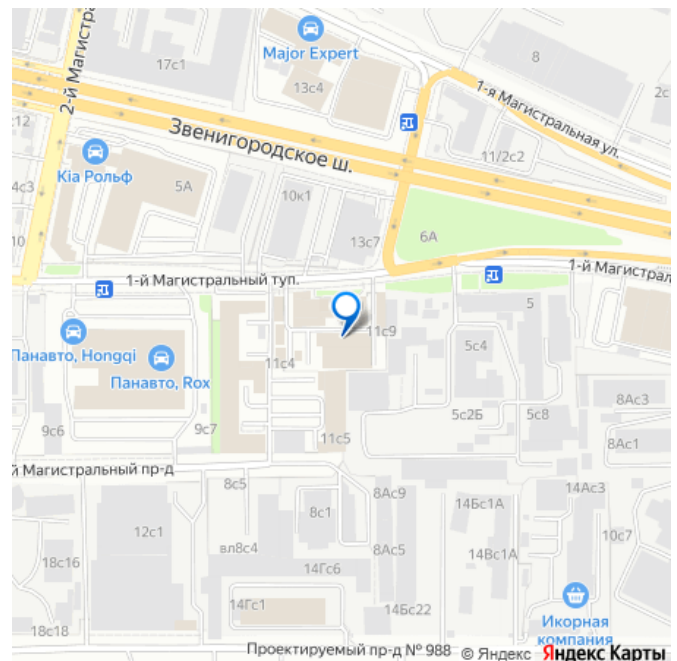 2-й Магистра
17с1
Major Expert
13с4
8
2с
1-я Магистральная ул.
с12
Звенигородское ш.
11/2с2
Kia Рольф
4с3
5А
10к1
10
13с7
6А
1-й Магистральный туп.
1-й Магистрал
5
11с9
Панавто, Hongqi
11с4
5с4
Панавто, Rox
8Ас3
9с6
9с7
11с5
5с2Б
5с8
8Ас1
й Магистральный пр-д
8с5
8Ас9
14Ас3
12с1
8с1
14Бс1А
10с7
вл8с4
8Ас5
14Вс1А
18с16
14Гс6
14Гс1
14Бс22
Икорная
компания
18с18
Проектируемый пр-д № 988
© Яндекс Яндекс Карты